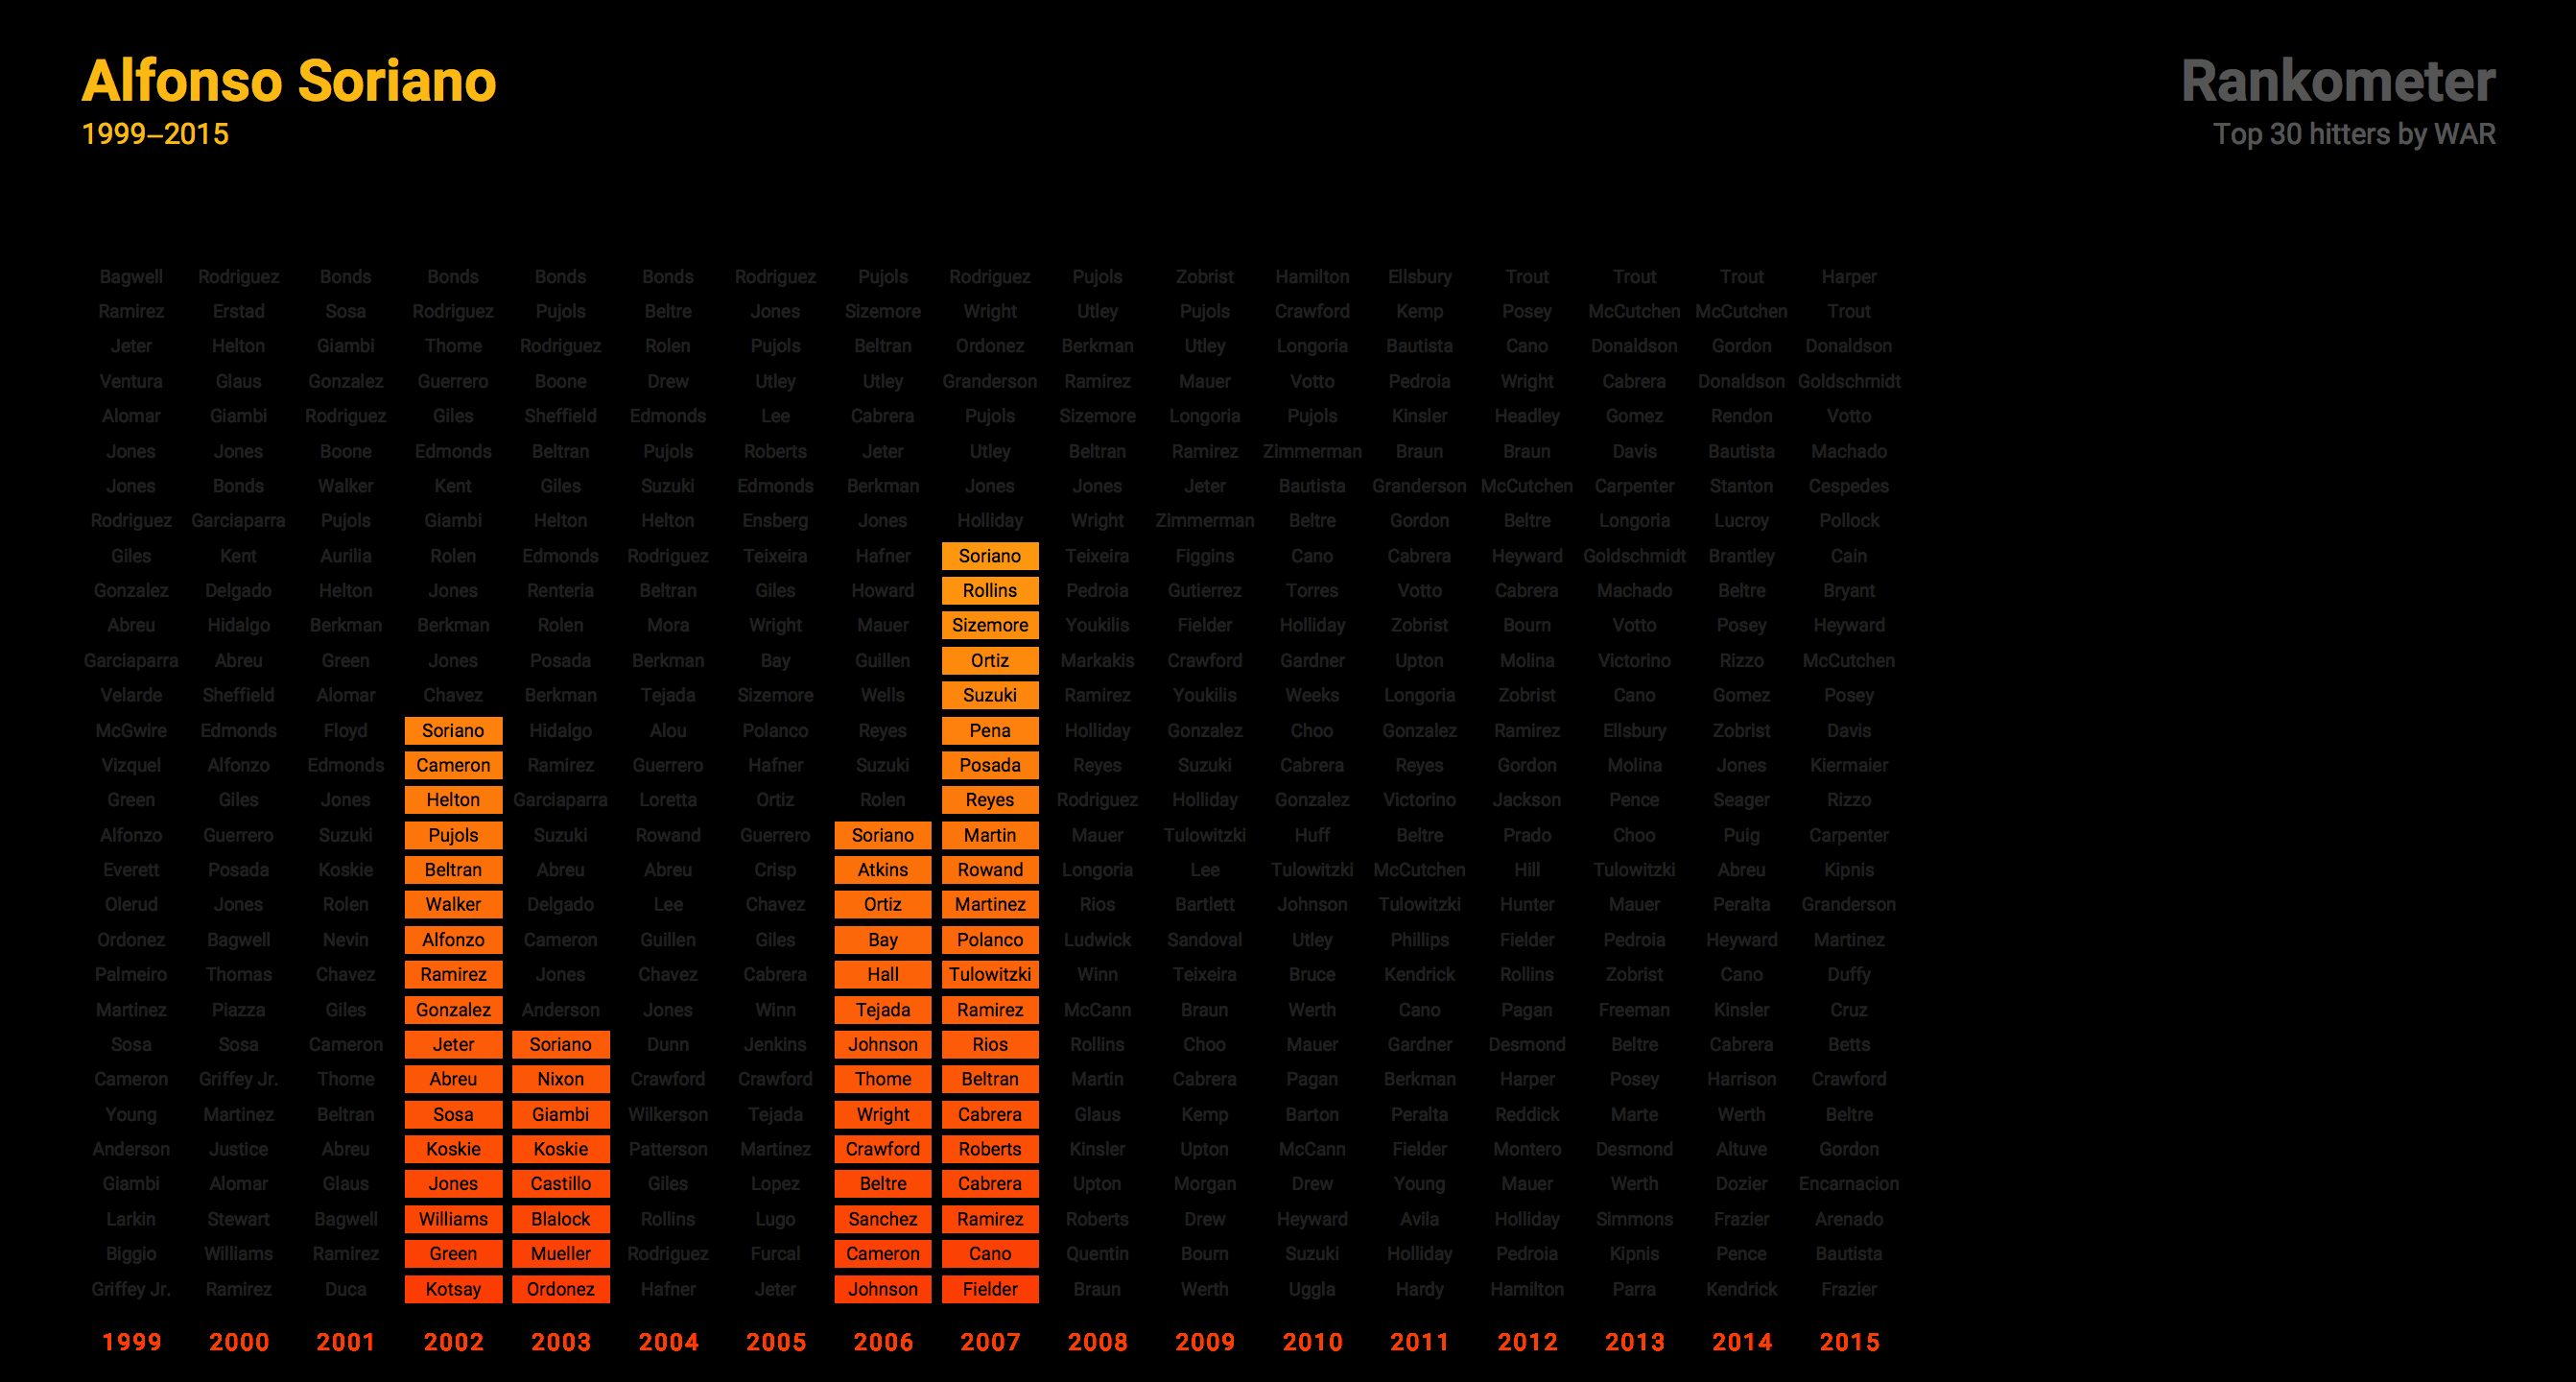 Alfonso Soriano
1999–2015
Rankometer
Top 30 hitters by WAR
Bagwell Rodriguez Bonds Bonds Bonds Bonds Rodriguez Pujols Rodriguez Pujols Zobrist Hamilton Ellsbury Trout Trout Trout Harper
Ramirez Erstad Sosa Rodriguez Pujols Beltre Jones Sizemore Wright Utley Pujols Crawford Kemp Posey McCutchen McCutchen Trout
Jeter Helton Giambi Thome Rodriguez Rolen Pujols Beltran Ordonez Berkman Utley Longoria Bautista Cano Donaldson Gordon Donaldson
Ventura Glaus Gonzalez Guerrero Boone Drew Utley Utley Granderson Ramirez Mauer Votto Pedroia Wright Cabrera Donaldson Goldschmidt
Alomar Giambi Rodriguez Giles Sheffield Edmonds Lee Cabrera Pujols Sizemore Longoria Pujols Kinsler Headley Gomez Rendon Votto
Jones Jones Boone Edmonds Beltran Pujols Roberts Jeter Utley Beltran Ramirez Zimmerman Braun Braun Davis Bautista Machado
Jones Bonds Walker Kent Giles Suzuki Edmonds Berkman Jones Jones Jeter Bautista Granderson McCutchen Carpenter Stanton Cespedes
Rodriguez Garciaparra Pujols Giambi Helton Helton Ensberg Jones Holliday Wright Zimmerman Beltre Gordon Beltre Longoria Lucroy Pollock
Giles Kent Aurilia Rolen Edmonds Rodriguez Teixeira Hafner Soriano Teixeira Figgins Cano Cabrera Heyward Goldschmidt Brantley Cain
Gonzalez Delgado Helton Jones Renteria Beltran Giles Howard Rollins Pedroia Gutierrez Torres Votto Cabrera Machado Beltre Bryant
Abreu Hidalgo Berkman Berkman Rolen Mora Wright Mauer Sizemore Youkilis Fielder Holliday Zobrist Bourn Votto Posey Heyward
Garciaparra Abreu Green Jones Posada Berkman Bay Guillen Ortiz Markakis Crawford Gardner Upton Molina Victorino Rizzo McCutchen
Velarde Sheffield Alomar Chavez Berkman Tejada Sizemore Wells Suzuki Ramirez Youkilis Weeks Longoria Zobrist Cano Gomez Posey
McGwire Edmonds Floyd Soriano Hidalgo Alou Polanco Reyes Pena Holliday Gonzalez Choo Gonzalez Ramirez Ellsbury Zobrist Davis
Vizquel Alfonzo Edmonds Cameron Ramirez Guerrero Hafner Suzuki Posada Reyes Suzuki Cabrera Reyes Gordon Molina Jones Kiermaier
Green Giles Jones Helton Garciaparra Loretta Ortiz Rolen Reyes Rodriguez Holliday Gonzalez Victorino Jackson Pence Seager Rizzo
Alfonzo Guerrero Suzuki Pujols Suzuki Rowand Guerrero Soriano Martin Mauer Tulowitzki Huff Beltre Prado Choo Puig Carpenter
Everett Posada Koskie Beltran Abreu Abreu Crisp Atkins Rowand Longoria Lee Tulowitzki McCutchen Hill Tulowitzki Abreu Kipnis
Olerud Jones Rolen Walker Delgado Lee Chavez Ortiz Martinez Rios Bartlett Johnson Tulowitzki Hunter Mauer Peralta Granderson
Ordonez Bagwell Nevin Alfonzo Cameron Guillen Giles Bay Polanco Ludwick Sandoval Utley Phillips Fielder Pedroia Heyward Martinez
Palmeiro Thomas Chavez Ramirez Jones Chavez Cabrera Hall Tulowitzki Winn Teixeira Bruce Kendrick Rollins Zobrist Cano Duffy
Martinez Piazza Giles Gonzalez Anderson Jones Winn Tejada Ramirez McCann Braun Werth Cano Pagan Freeman Kinsler Cruz
Sosa Sosa Cameron Jeter Soriano Dunn Jenkins Johnson Rios Rollins Choo Mauer Gardner Desmond Beltre Cabrera Betts
Cameron Griffey Jr. Thome Abreu Nixon Crawford Crawford Thome Beltran Martin Cabrera Pagan Berkman Harper Posey Harrison Crawford
Young Martinez Beltran Sosa Giambi Wilkerson Tejada Wright Cabrera Glaus Kemp Barton Peralta Reddick Marte Werth Beltre
Anderson Justice Abreu Koskie Koskie Patterson Martinez Crawford Roberts Kinsler Upton McCann Fielder Montero Desmond Altuve Gordon
Giambi Alomar Glaus Jones Castillo Giles Lopez Beltre Cabrera Upton Morgan Drew Young Mauer Werth Dozier Encarnacion
Larkin Stewart Bagwell Williams Blalock Rollins Lugo Sanchez Ramirez Roberts Drew Heyward Avila Holliday Simmons Frazier Arenado
Biggio Williams Ramirez Green Mueller Rodriguez Furcal Cameron Cano Quentin Bourn Suzuki Holliday Pedroia Kipnis Pence Bautista
Griffey Jr. Ramirez Duca Kotsay Ordonez Hafner Jeter Johnson Fielder Braun Werth Uggla Hardy Hamilton Parra Kendrick Frazier
1999 2000 2001 2002 2003 2004 2005 2006 2007 2008 2009 2010 2011 2012 2013 2014 2015